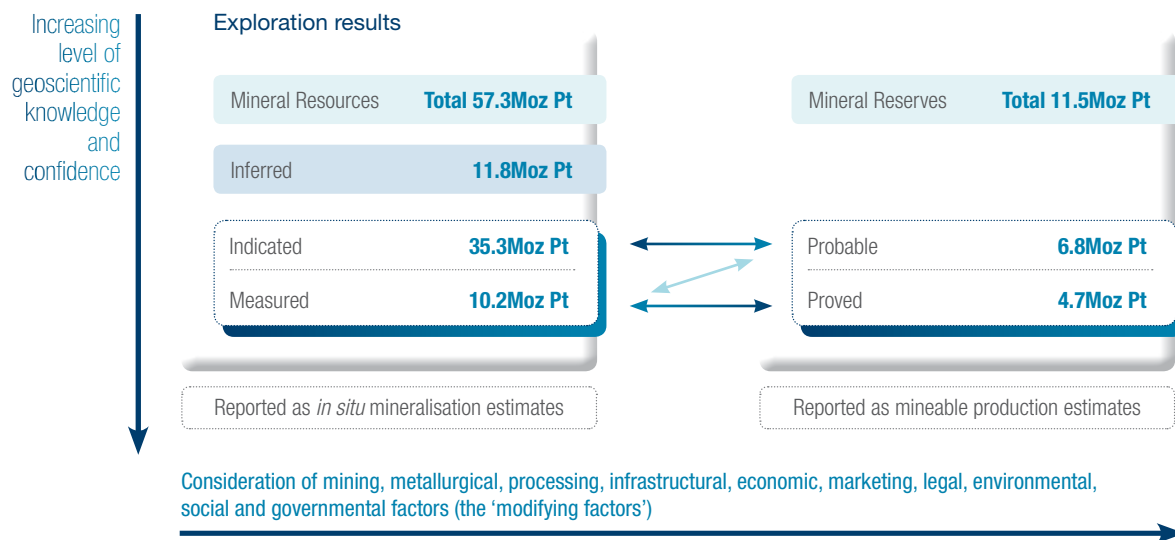 Increasing
level of
geoscientific
knowledge
and
confidence
Exploration results
Mineral Resources Total 57.3Moz Pt
Inferred 11.8Moz Pt
Indicated 35.3Moz Pt
Measured 10.2Moz Pt
Reported as in situ mineralisation estimates
Mineral Reserves Total 11.5Moz Pt
Probable 6.8Moz Pt
Proved 4.7Moz Pt
Reported as mineable production estimates
Consideration of mining, metallurgical, processing, infrastructural, economic, marketing, legal, environmental,
social and governmental factors (the ‘modifying factors’)